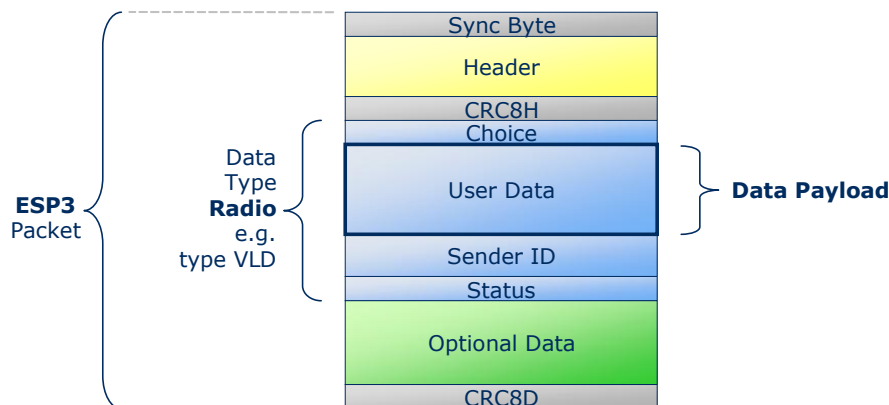 Sync Byte
Header
CRC8H
Choice
User Data
Sender ID
Status
Optional Data
CRC8D
ESP3
Packet
Data
Type
Radio
e.g.
type VLD
Data Payload